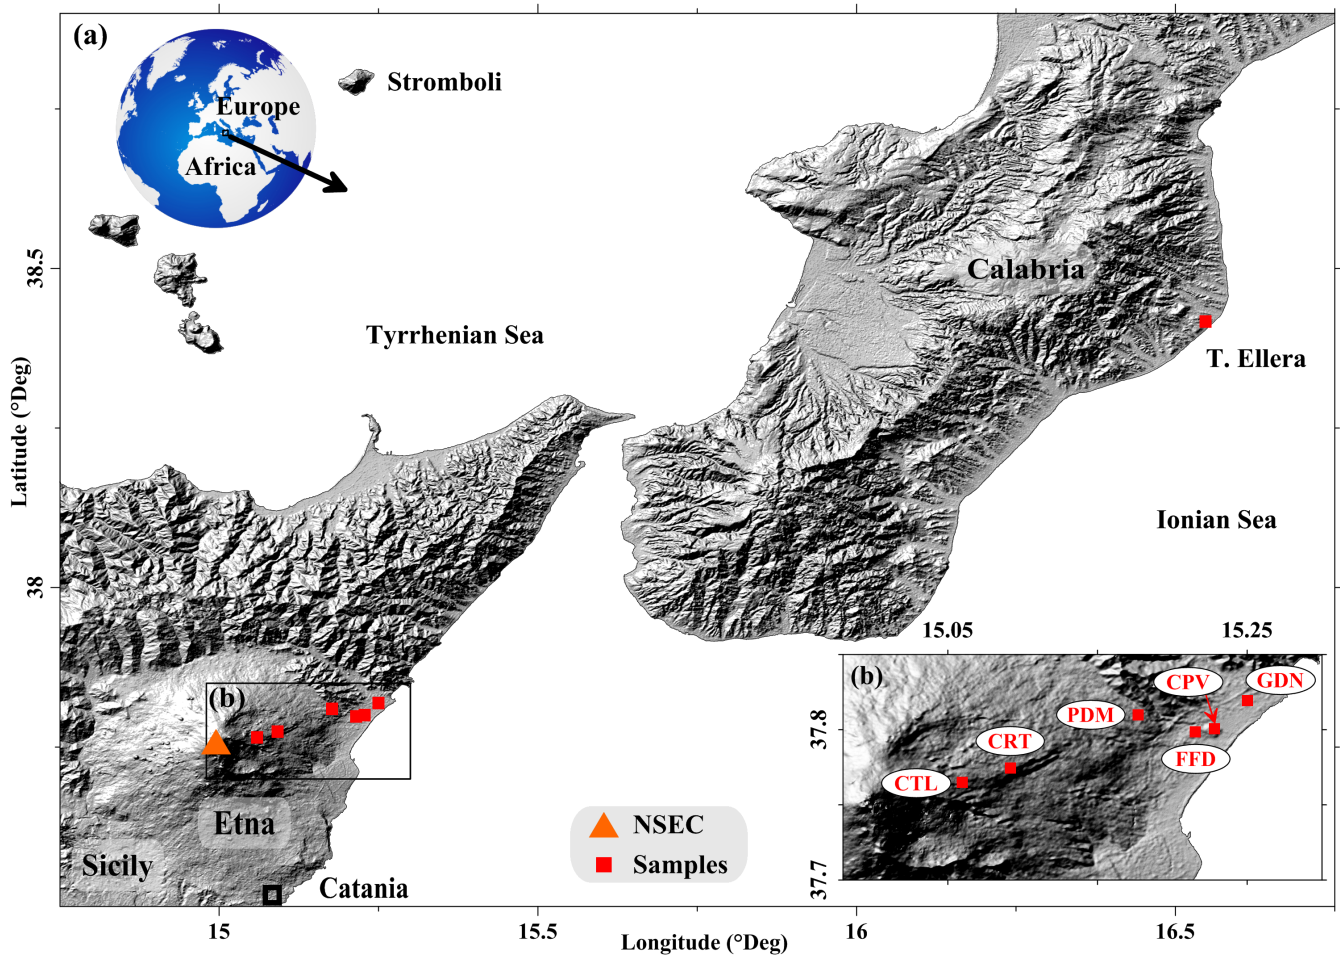 (a)
Stromboli
Europe
Africa
Calabria
Tyrrhenian Sea
T. Ellera
Ionian Sea
38.5
Latitude (°Deg)
38
15.05
15.25
(b)
(b)
CPV
GDN
PDM
37.8
CRT
FFD
CTL
Etna
NSEC
Sicily
Samples
37.7
Catania
15
15.5
16
16.5
Longitude (°Deg)